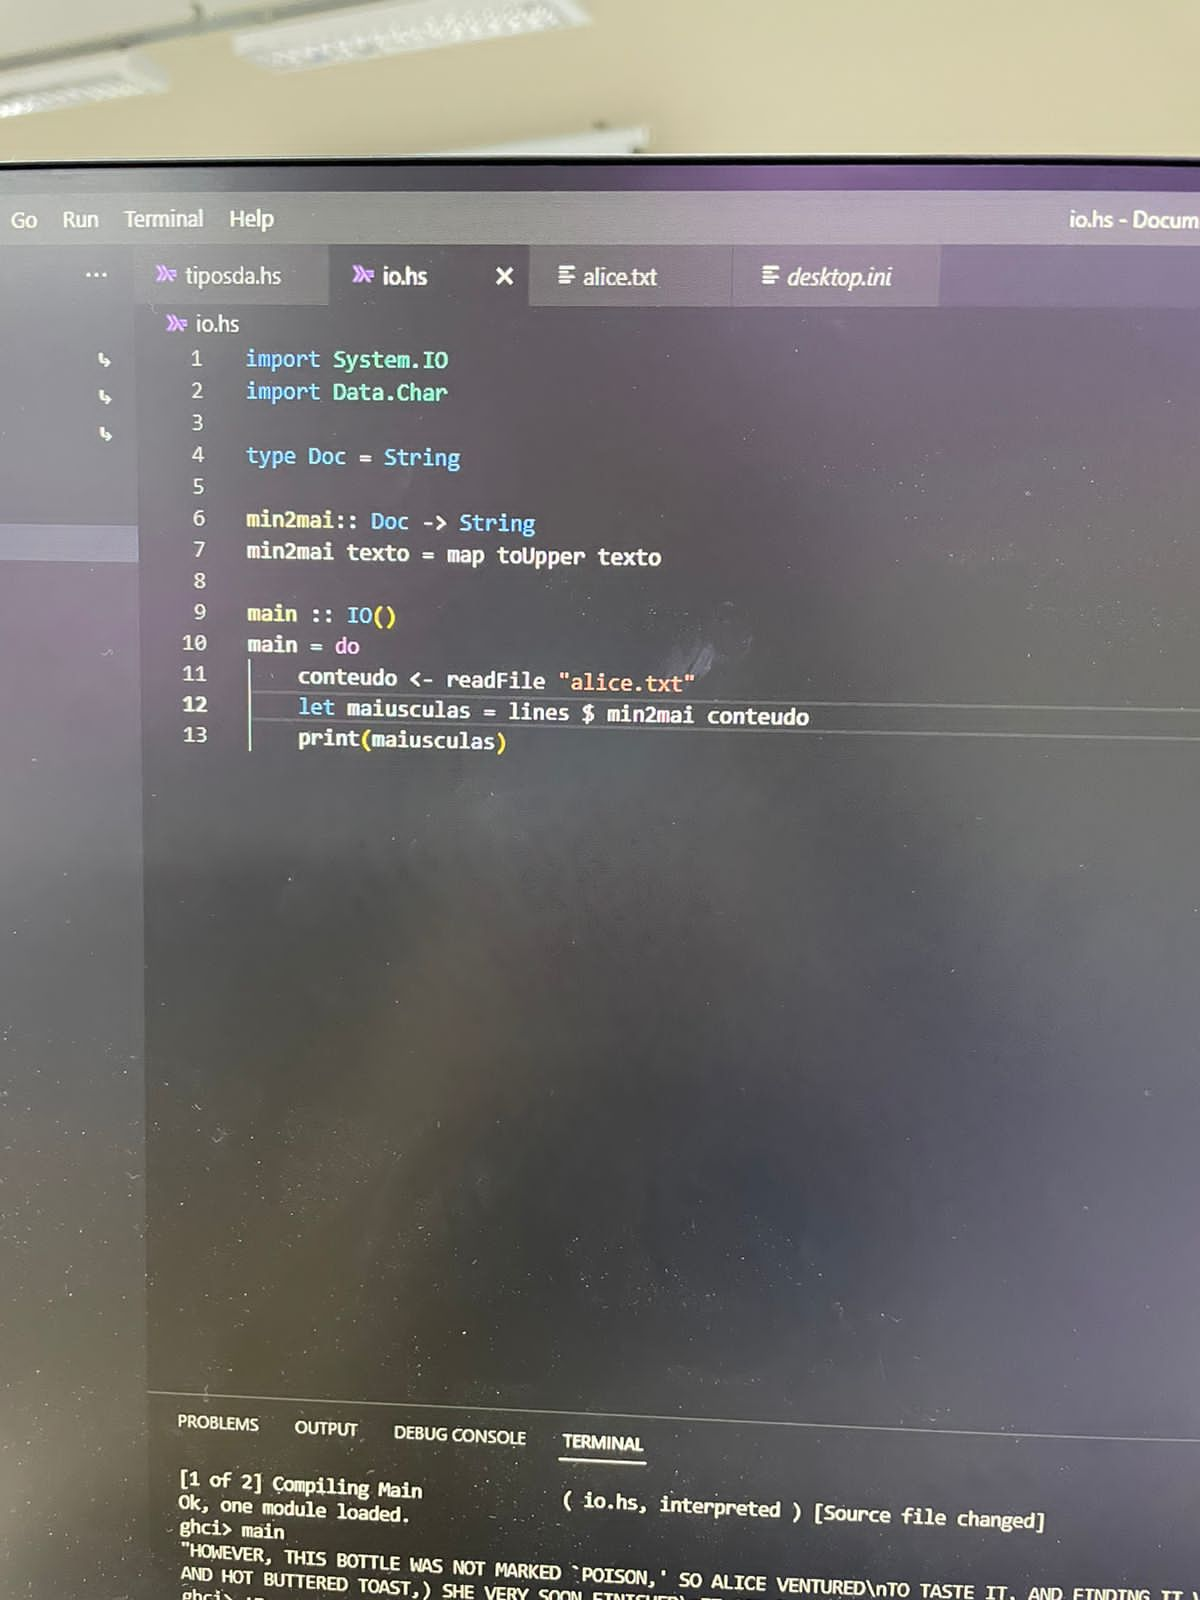 Go Run Terminal Help io.hs - Docum
... tiposda.hs io.hs × alice.txt desktop.ini
io.hs
1 import System.IO
2 import Data.Char
3
4 type Doc = String
5
6 min2mai:: Doc -> String
7 min2mai texto = map toUpper texto
8
9 main :: IO()
10 main = do
11 conteudo <- readFile "alice.txt"
12 let maiusculas = lines $ min2mai conteudo
13 print(maiusculas)
PROBLEMS OUTPUT DEBUG CONSOLE TERMINAL
[1 of 2] Compiling Main ( io.hs, interpreted ) [Source file changed]
Ok, one module loaded.
ghci> main
"HOWEVER, THIS BOTTLE WAS NOT MARKED `POISON,' SO ALICE VENTURED\nTO TASTE IT, AND FINDING IT
AND HOT BUTTERED TOAST,) SHE VERY SOON FINISHED
ghci>